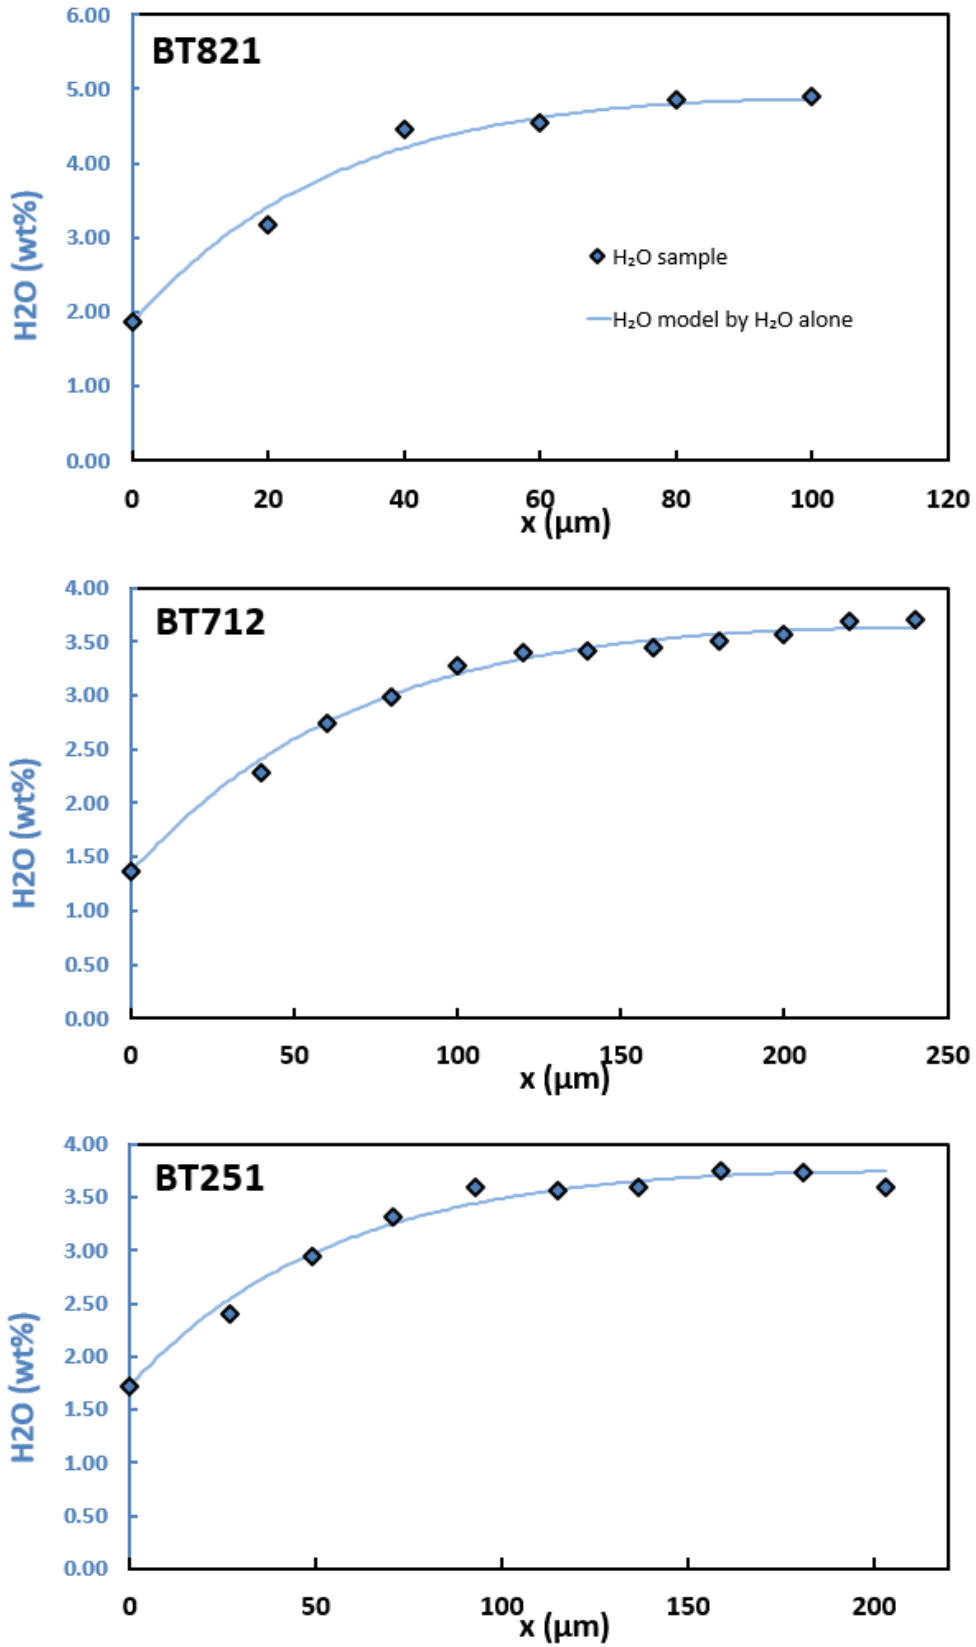 6.00
BT821
5.00
4.00
3.00
2.00
1.00
0.00
H2O (wt%)
H₂O sample
H₂O model by H₂O alone
0 20 40 60 80 100 120
x (μm)
4.00
BT712
3.50
3.00
2.50
2.00
1.50
1.00
0.50
0.00
H2O (wt%)
0 50 100 150 200 250
x (μm)
4.00
BT251
3.50
3.00
2.50
2.00
1.50
1.00
0.50
0.00
H2O (wt%)
0 50 100 150 200
x (μm)